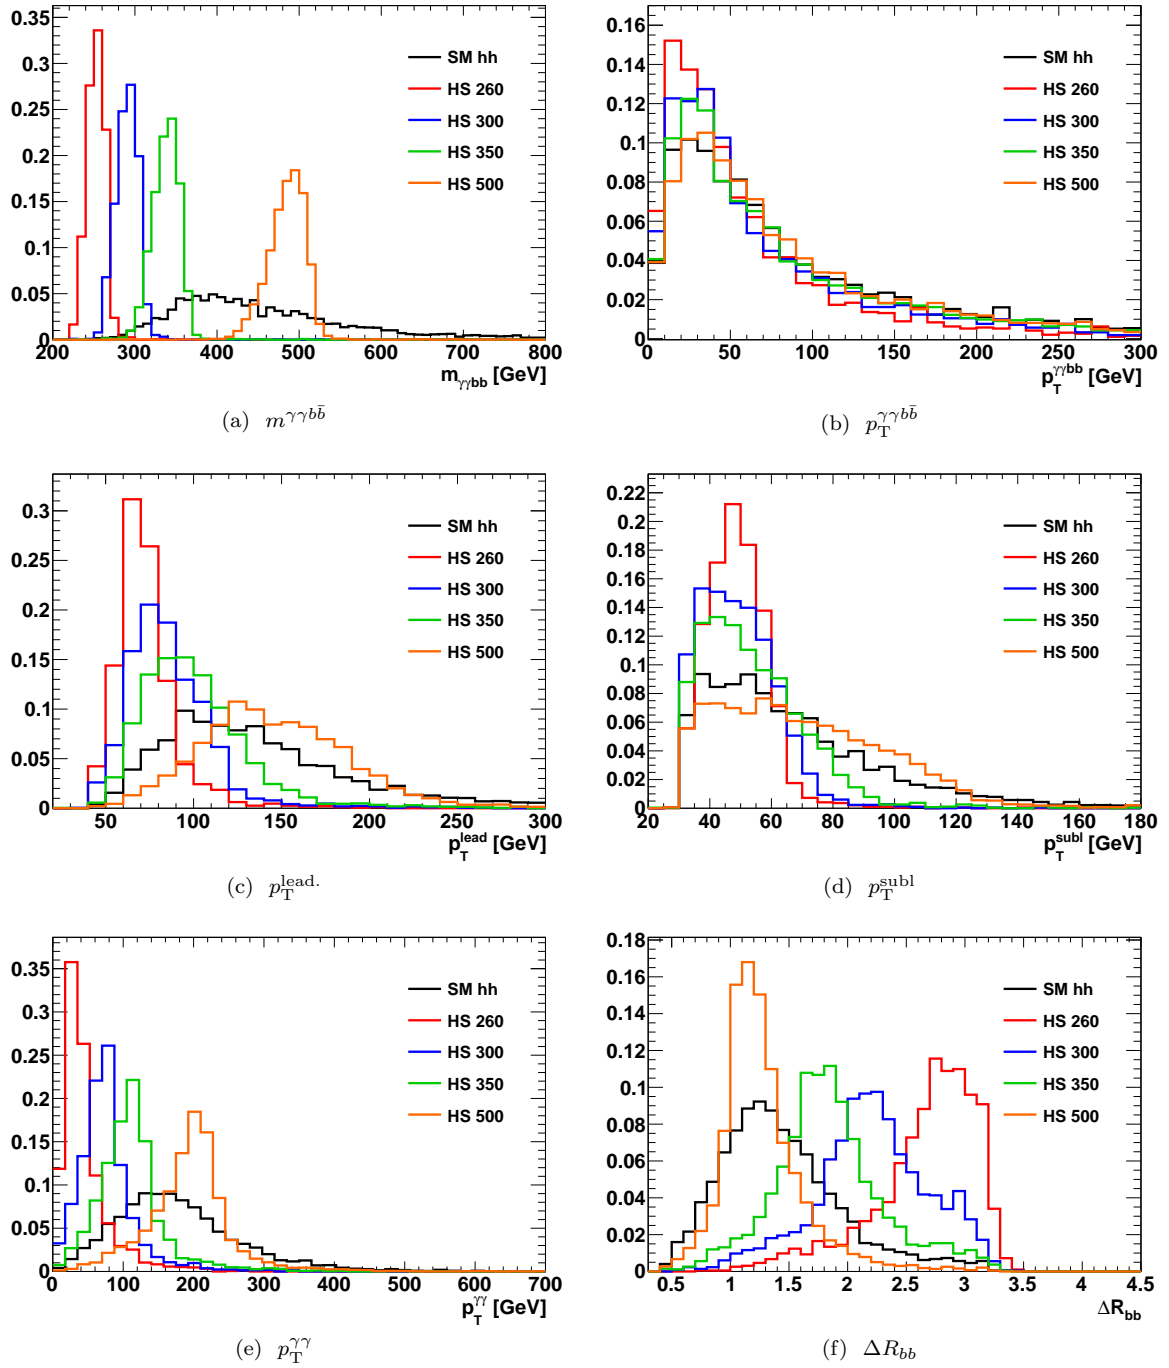 0.35
0.3
0.25
0.2
0.15
0.1
0.05
0
200 300 400 500 600 700 800
m_γγbb [GeV]
SM hh
HS 260
HS 300
HS 350
HS 500
(a) m^γγbb̄
0.16
0.14
0.12
0.1
0.08
0.06
0.04
0.02
0
0 50 100 150 200 250 300
p_T^γγbb [GeV]
SM hh
HS 260
HS 300
HS 350
HS 500
(b) p_T^γγbb̄
0.3
0.25
0.2
0.15
0.1
0.05
0
50 100 150 200 250 300
p_T^lead [GeV]
SM hh
HS 260
HS 300
HS 350
HS 500
(c) p_T^lead.
0.22
0.2
0.18
0.16
0.14
0.12
0.1
0.08
0.06
0.04
0.02
0
20 40 60 80 100 120 140 160 180
p_T^subl [GeV]
SM hh
HS 260
HS 300
HS 350
HS 500
(d) p_T^subl
0.35
0.3
0.25
0.2
0.15
0.1
0.05
0
0 100 200 300 400 500 600 700
p_T^γγ [GeV]
SM hh
HS 260
HS 300
HS 350
HS 500
(e) p_T^γγ
0.18
0.16
0.14
0.12
0.1
0.08
0.06
0.04
0.02
0
0.5 1 1.5 2 2.5 3 3.5 4 4.5
ΔR_bb
SM hh
HS 260
HS 300
HS 350
HS 500
(f) ΔR_bb